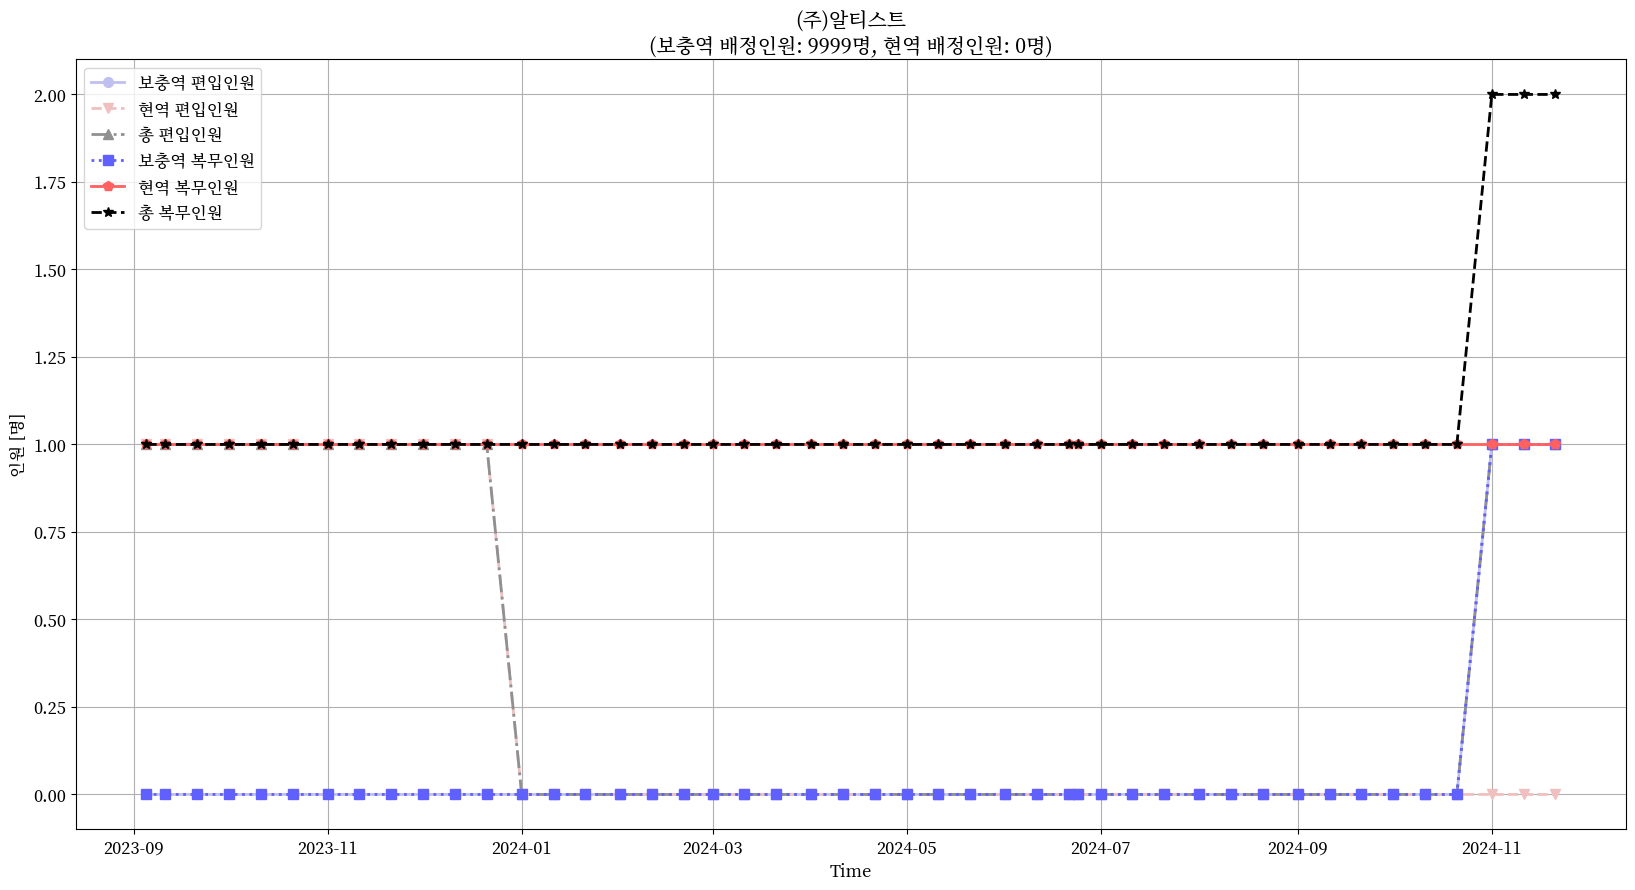 (주)알티스트
(보충역 배정인원: 9999명, 현역 배정인원: 0명)
보충역 편입인원
현역 편입인원
총 편입인원
보충역 복무인원
현역 복무인원
총 복무인원
인원 [명]
2.00
1.75
1.50
1.25
1.00
0.75
0.50
0.25
0.00
2023-09 2023-11 2024-01 2024-03 2024-05 2024-07 2024-09 2024-11
Time